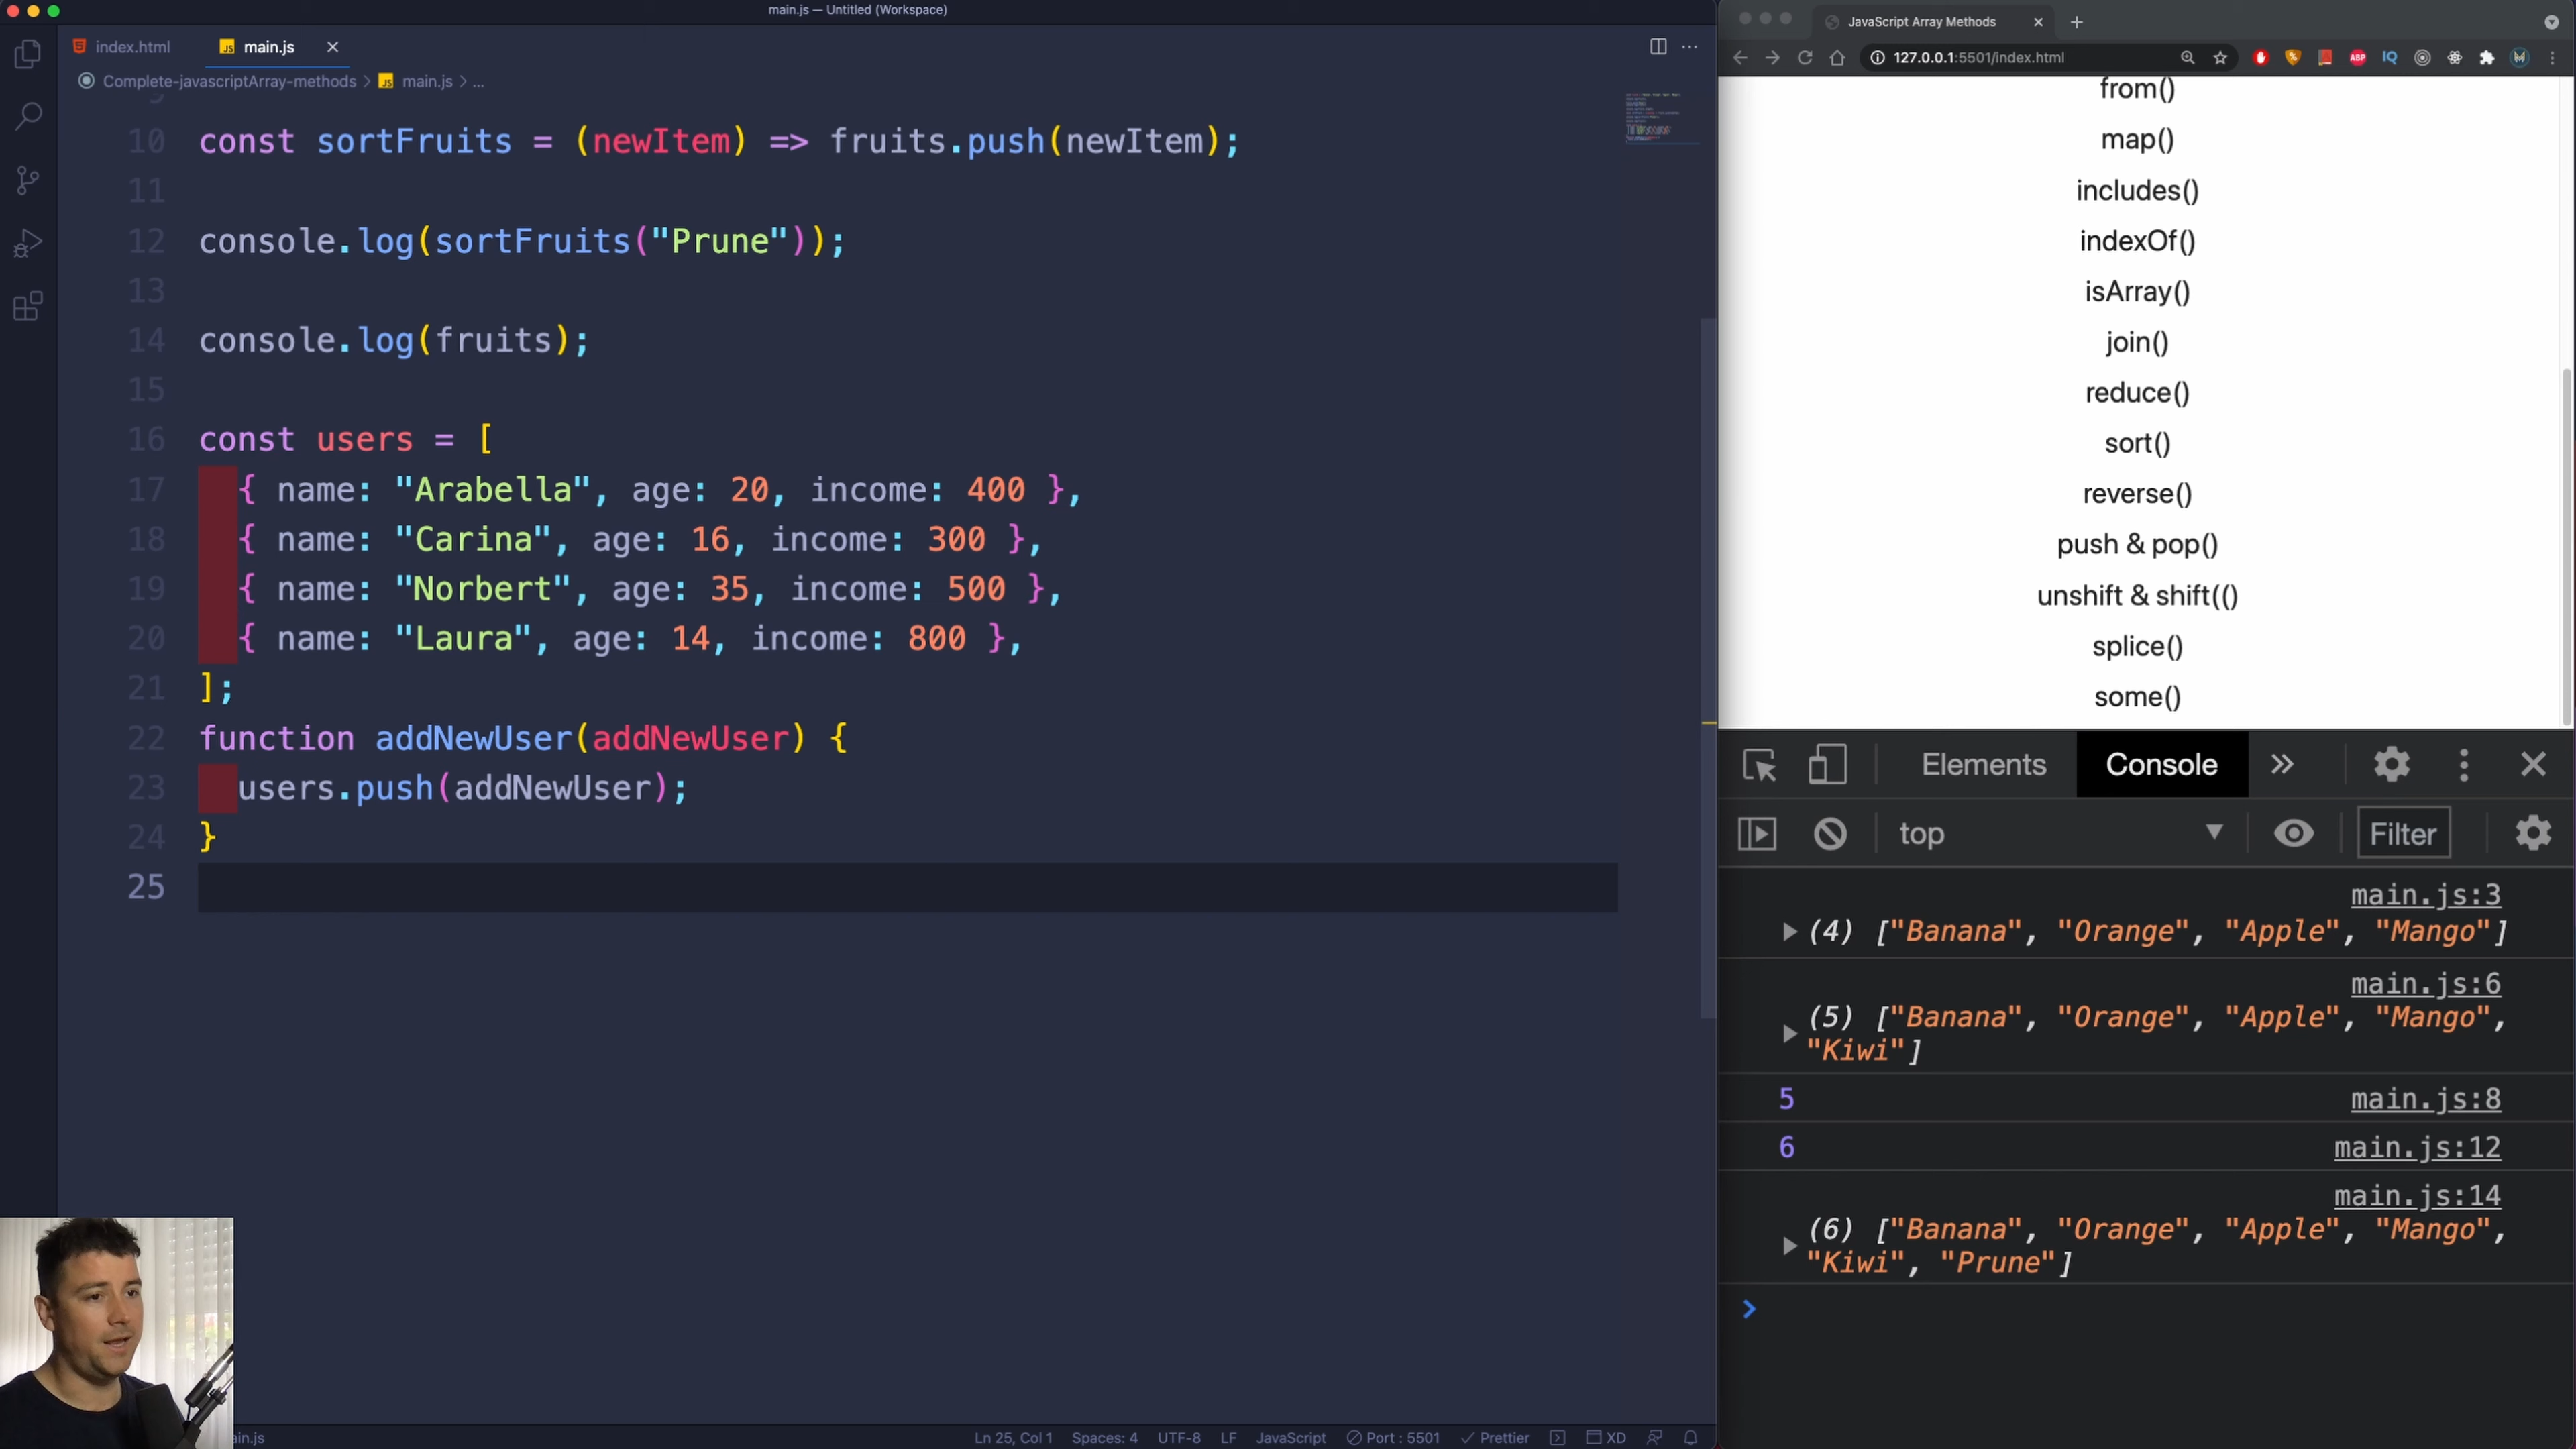 main.js — Untitled (Workspace)
index.html
JS main.js
Complete-javascriptArray-methods > JS main.js > ...
9
10 const sortFruits = (newItem) => fruits.push(newItem);
11
12 console.log(sortFruits("Prune"));
13
14 console.log(fruits);
15
16 const users = [
17 { name: "Arabella", age: 20, income: 400 },
18 { name: "Carina", age: 16, income: 300 },
19 { name: "Norbert", age: 35, income: 500 },
20 { name: "Laura", age: 14, income: 800 },
21 ];
22 function addNewUser(addNewUser) {
23 users.push(addNewUser);
24 }
25
ain.js
Ln 25, Col 1 Spaces: 4 UTF-8 LF JavaScript Port : 5501 Prettier XD
JavaScript Array Methods
127.0.0.1:5501/index.html
ABP
IQ
from()
map()
includes()
indexOf()
isArray()
join()
reduce()
sort()
reverse()
push & pop()
unshift & shift(()
splice()
some()
Elements Console »
top Filter
main.js:3
(4) ["Banana", "Orange", "Apple", "Mango"]
main.js:6
(5) ["Banana", "Orange", "Apple", "Mango",
"Kiwi"]
5 main.js:8
6 main.js:12
main.js:14
(6) ["Banana", "Orange", "Apple", "Mango",
"Kiwi", "Prune"]